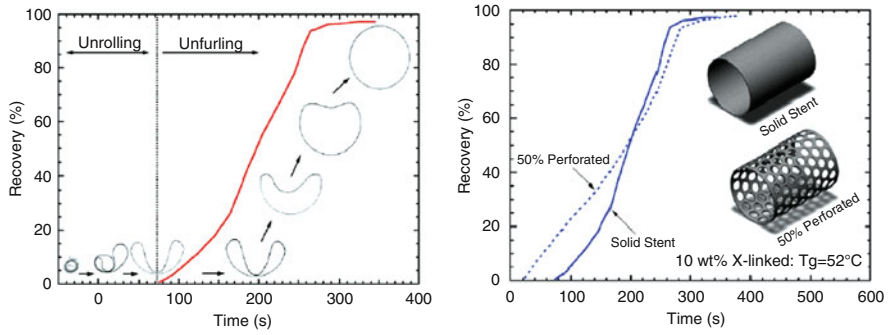 100
80
60
40
20
0
Recovery (%)
Unrolling
Unfurling
0
100
200
300
400
Time (s)
100
80
60
40
20
0
Recovery (%)
Solid Stent
50% Perforated
50% Perforated
Solid Stent
10 wt% X-linked: Tg=52°C
0
100
200
300
400
500
600
Time (s)